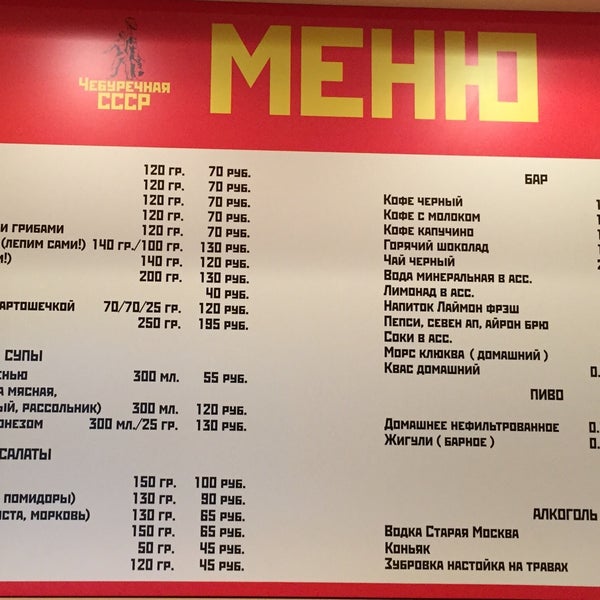 Чебуречная
СССР
МЕНЮ
120 гр. 70 руб.
120 гр. 70 руб.
120 гр. 70 руб.
120 гр. 70 руб.
и грибами 120 гр. 70 руб.
(лепим сами!) 140 гр./100 гр. 130 руб.
и!) 140 гр. 120 руб.
200 гр. 130 руб.
40 руб.
артошечкой 70/70/25 гр. 120 руб.
250 гр. 195 руб.
СУПЫ
нью 300 мл. 55 руб.
а мясная,
ый, рассольник) 300 мл. 120 руб.
онезом 300 мл./25 гр. 130 руб.
САЛАТЫ
150 гр. 100 руб.
помидоры) 130 гр. 90 руб.
ста, морковь) 130 гр. 65 руб.
150 гр. 65 руб.
50 гр. 45 руб.
120 гр. 45 руб.
БАР
Кофе черный
Кофе с молоком
Кофе капучино
Горячий шоколад
Чай черный
Вода минеральная в асс.
Лимонад в асс.
Напиток Лаймон фрэш
Пепси, севен ап, айрон брю
Соки в асс.
Морс клюква ( домашний )
Квас домашний 0.
ПИВО
Домашнее нефильтрованное 0.
Жигули ( барное ) 0.
АЛКОГОЛЬ
Водка Старая Москва
Коньяк
Зубровка настойка на травах